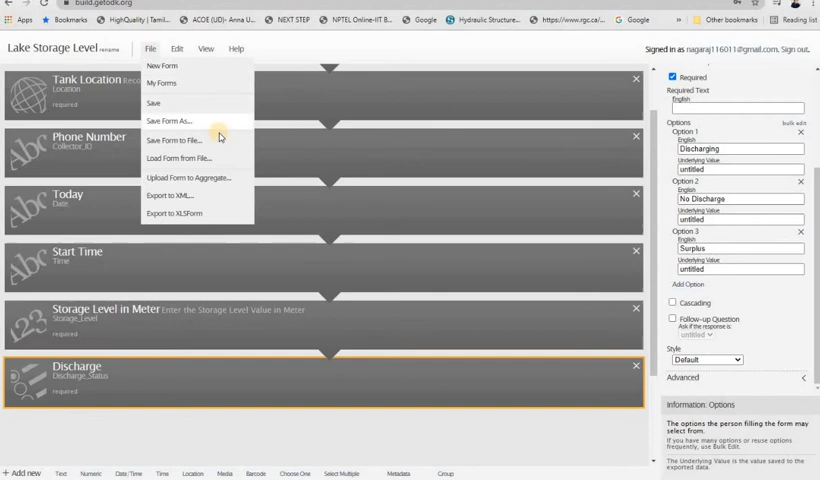 build.getodk.org
Apps
Bookmarks
HighQuality | Mark...
ACOE (UD)- Anna U...
NEXT STEP
NPTEL Online-IIT B...
Google
Hydraulic Structure...
https://www.rgc.ca/...
Google
»
Other bookmarks
Reading list
Lake Storage Level rename
File
Edit
View
Help
Signed in as nagaraj116011@gmail.com. Sign out.
New Form
My Forms
Save
Save Form As...
Save Form to File...
Load Form from File...
Upload Form to Aggregate...
Export to XML...
Export to XLSForm
Tank Location Reco
Location
required
Phone Number
Collector_ID
Today
Date
Start Time
Time
Storage Level in Meter Enter the Storage Level Value in Meter
Storage_Level
required
Discharge
Discharge_Status
required
Abc
Abc
Abc
123
Required
Required Text
English
Options
bulk edit
Option 1
English
Discharging
Underlying Value
untitled
Option 2
English
No Discharge
Underlying Value
untitled
Option 3
English
Surplus
Underlying Value
untitled
Add Option
Cascading
Follow-up Question
Ask if the response is:
untitled
Style
Default
Advanced
Information: Options
The options the person filling the form may
select from.
If you have many options or reuse options
frequently, use Bulk Edit.
The Underlying Value is the value saved to the
exported data.
+ Add new
Text
Numeric
Date/Time
Time
Location
Media
Barcode
Choose One
Select Multiple
Metadata
Group